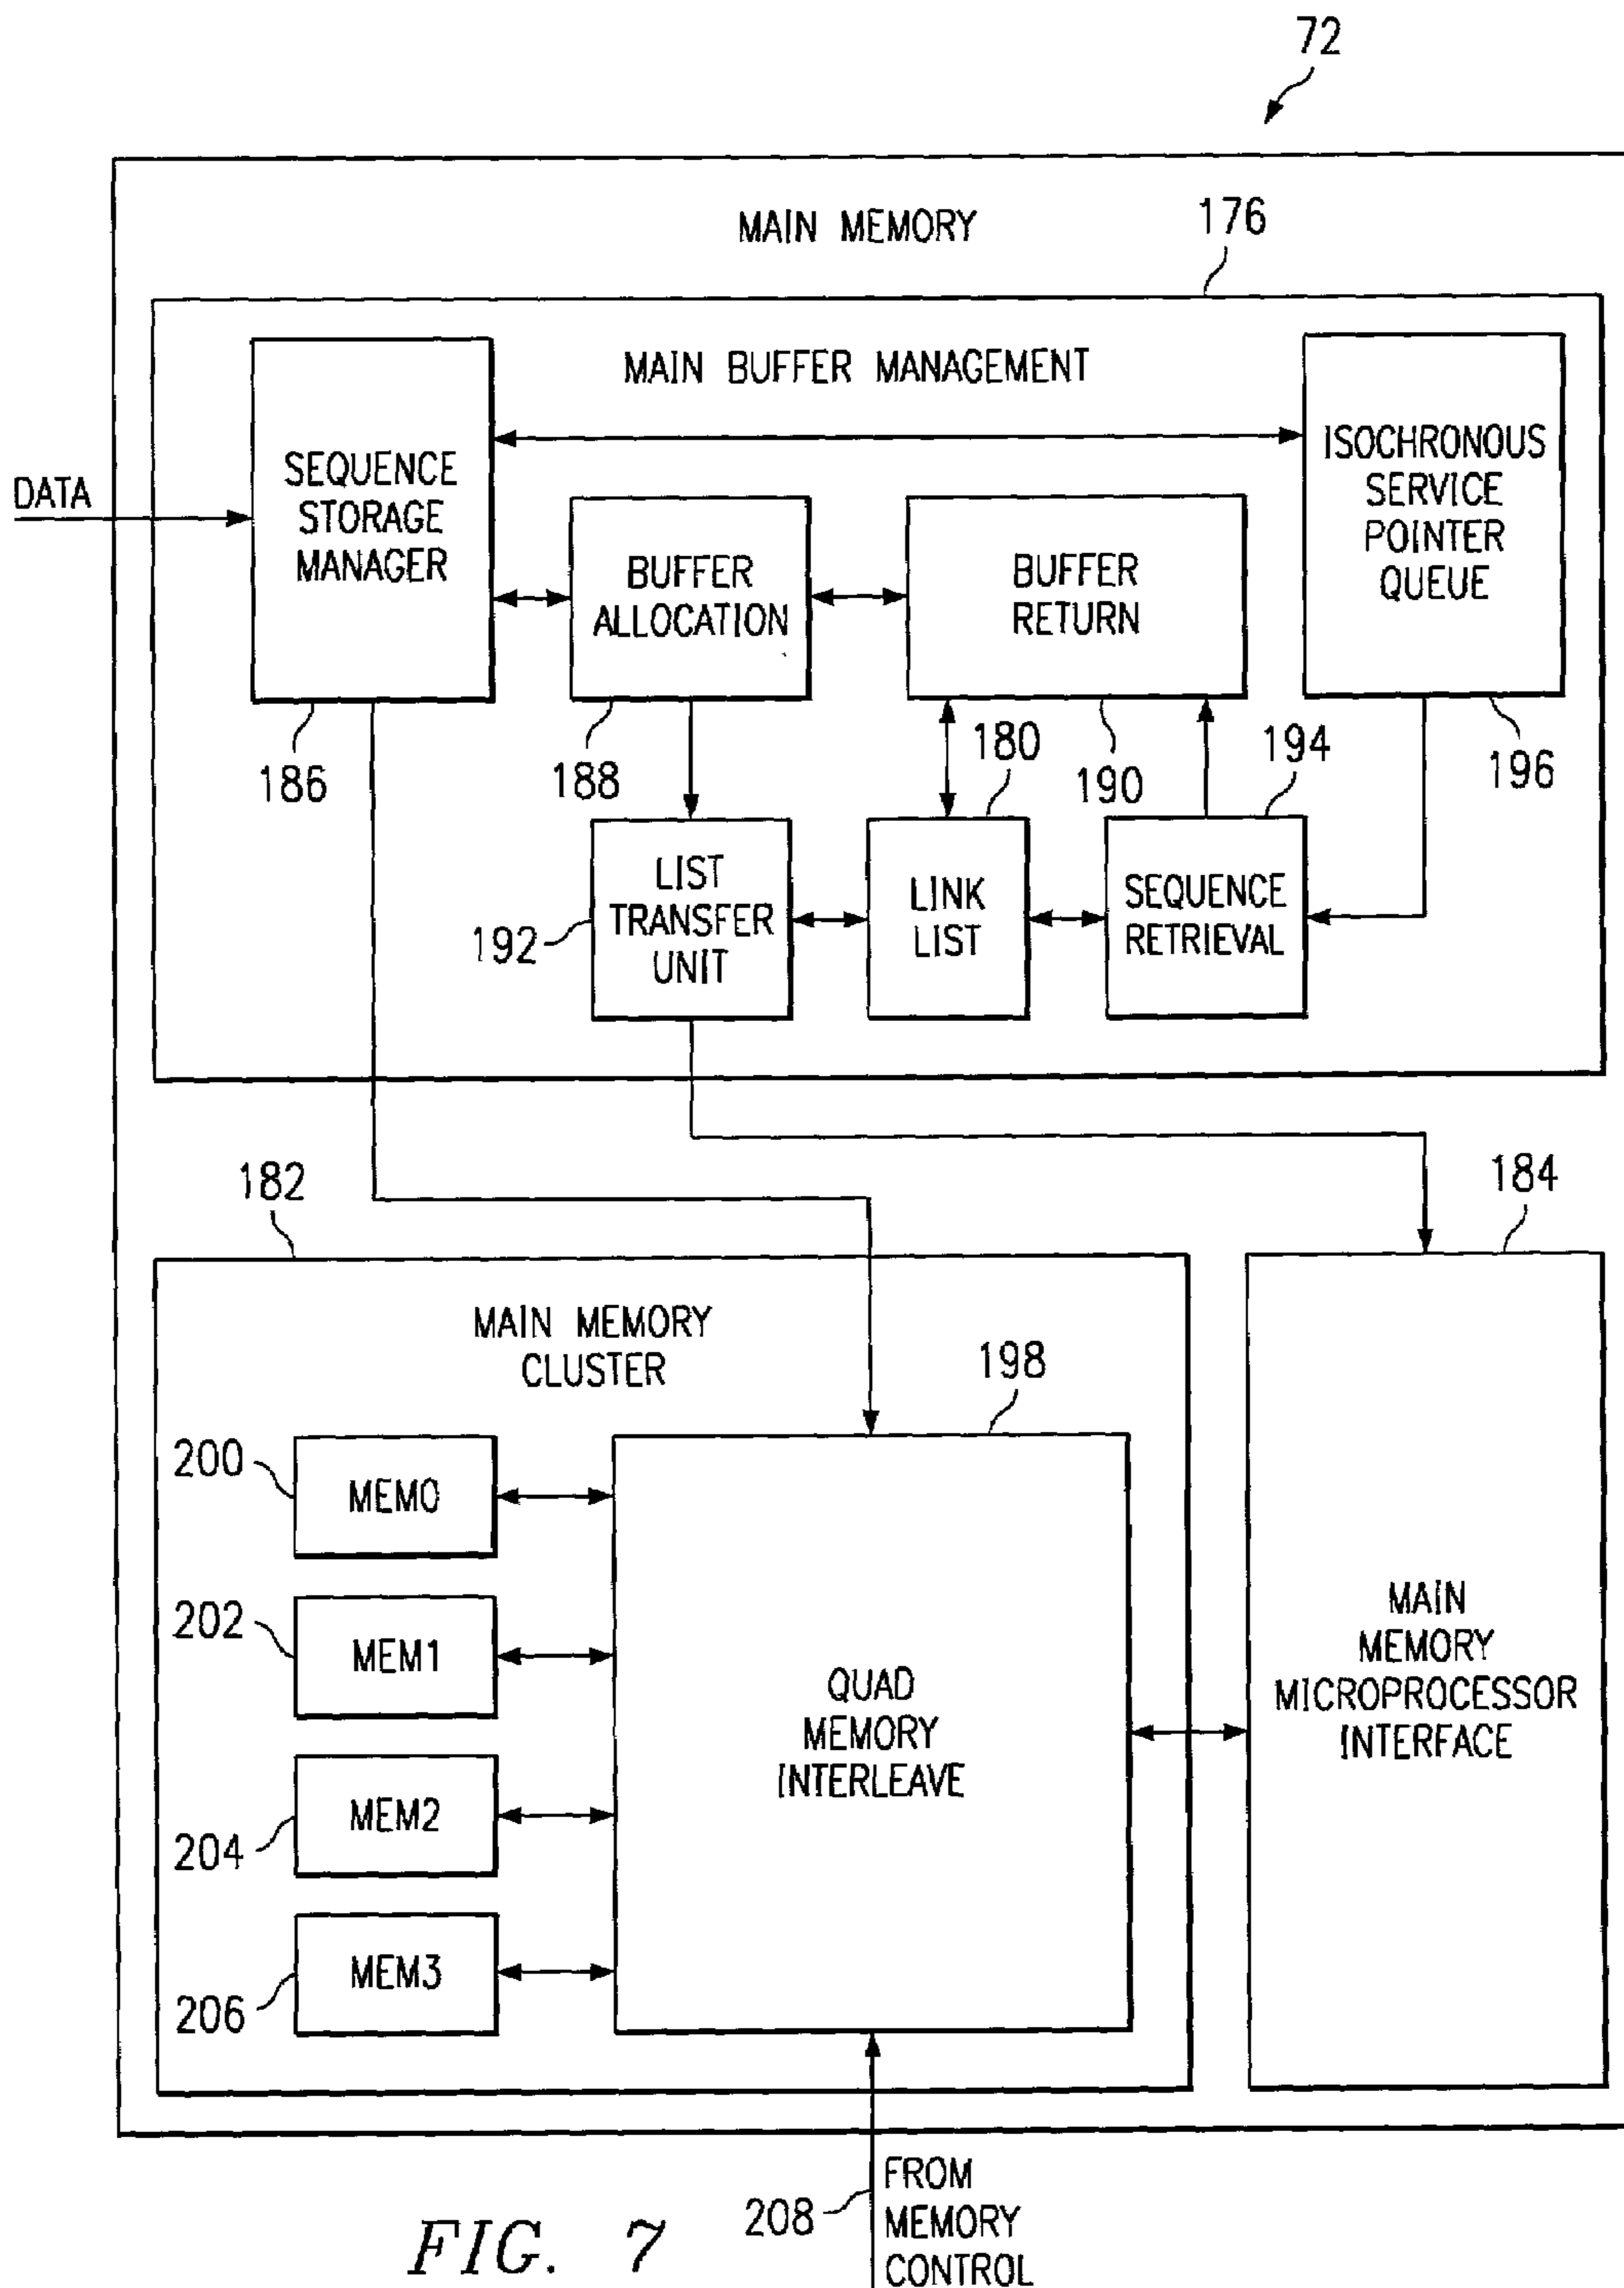 72
MAIN MEMORY
176
MAIN BUFFER MANAGEMENT
DATA
SEQUENCE
STORAGE
MANAGER
BUFFER
ALLOCATION
BUFFER
RETURN
ISOCHRONOUS
SERVICE
POINTER
QUEUE
186
188
180
190
194
196
LIST
TRANSFER
UNIT
192
LINK
LIST
SEQUENCE
RETRIEVAL
182
184
MAIN MEMORY
CLUSTER
198
200
MEM0
202
MEM1
204
MEM2
206
MEM3
QUAD
MEMORY
INTERLEAVE
MAIN
MEMORY
MICROPROCESSOR
INTERFACE
208
FROM
MEMORY
CONTROL
FIG. 7